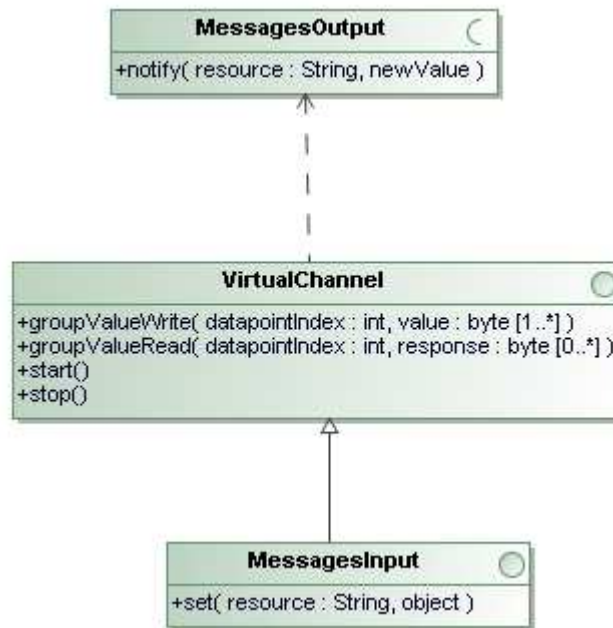 MessagesOutput
+notify( resource : String, newValue )
VirtualChannel
+groupValueWrite( datapointIndex : int, value : byte [1..*] )
+groupValueRead( datapointIndex : int, response : byte [0..*] )
+start()
+stop()
MessagesInput
+set( resource : String, object )